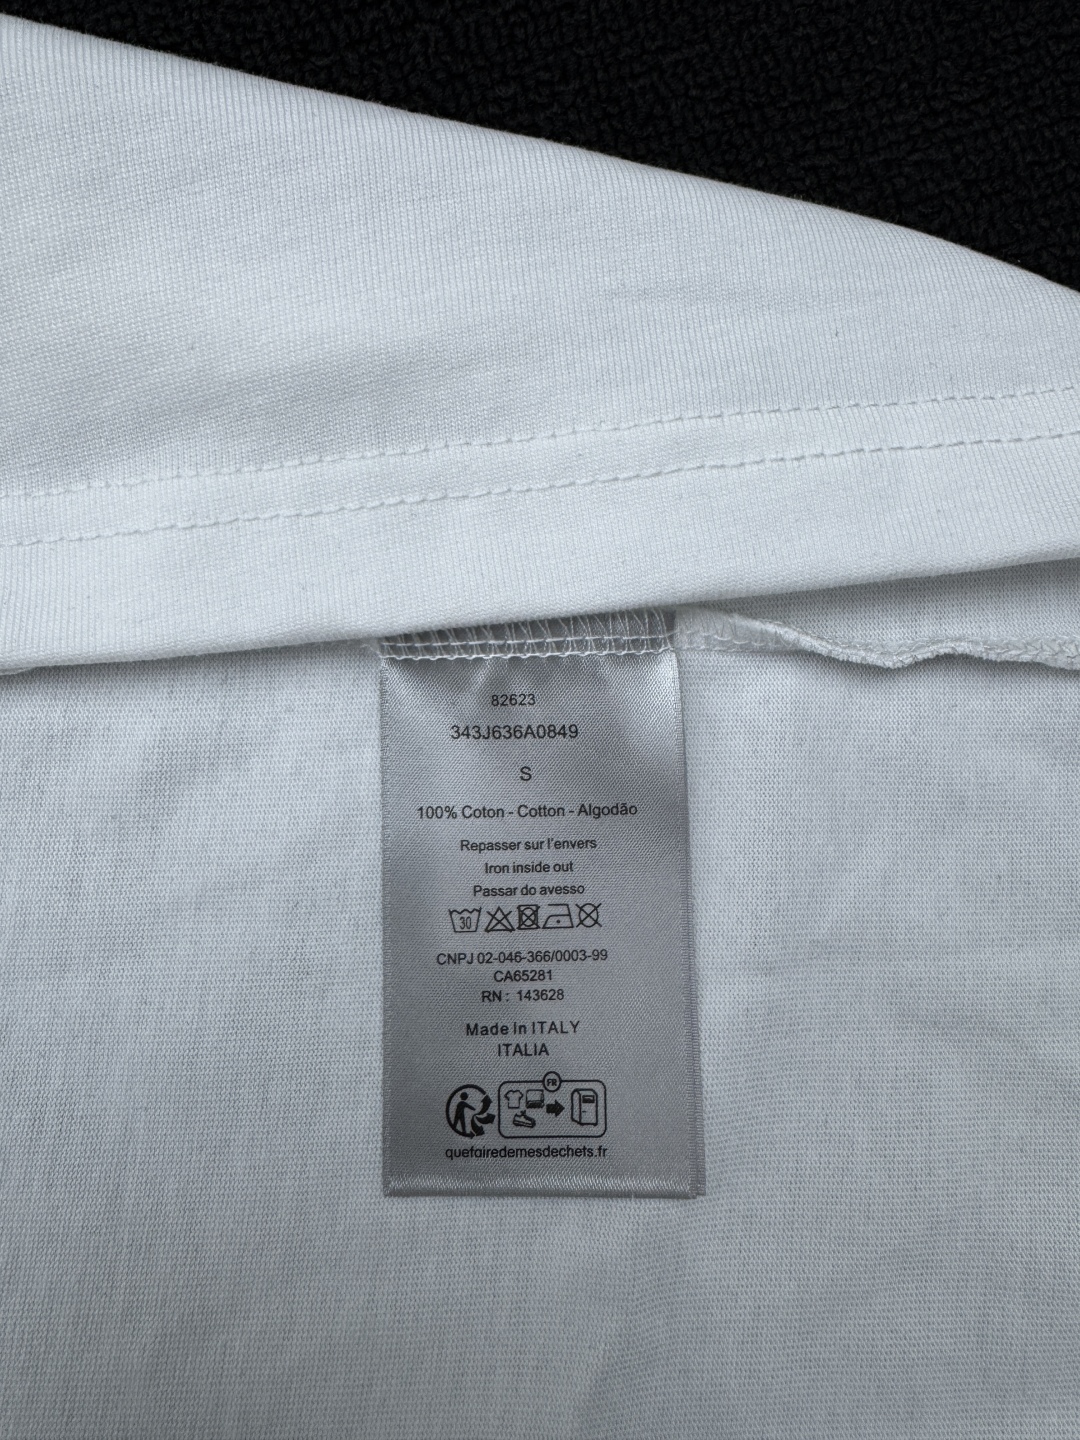 82623
343J636A0849
S
100% Coton - Cotton - Algodão
Repasser sur l'envers
Iron inside out
Passar do avesso
30
CNPJ 02-046-366/0003-99
CA65281
RN : 143628
Made In ITALY
ITALIA
FR
quefairedemesdechets.fr